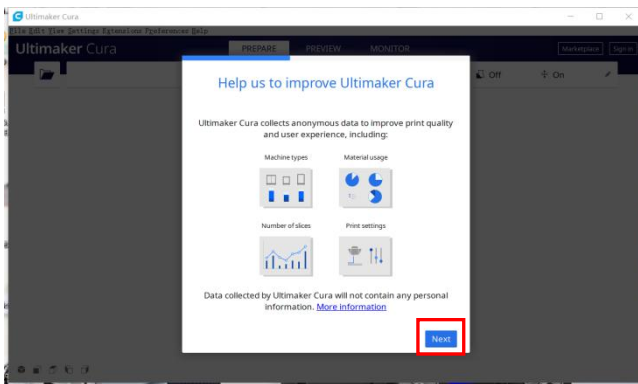 Ultimaker Cura
File Edit View Settings Extensions Preferences Help
Ultimaker Cura
PREPARE
PREVIEW
MONITOR
Marketplace
Sign in
Off
On
Help us to improve Ultimaker Cura
Ultimaker Cura collects anonymous data to improve print quality
and user experience, including:
Machine types
Material usage
Number of slices
Print settings
Data collected by Ultimaker Cura will not contain any personal
information. More information
Next